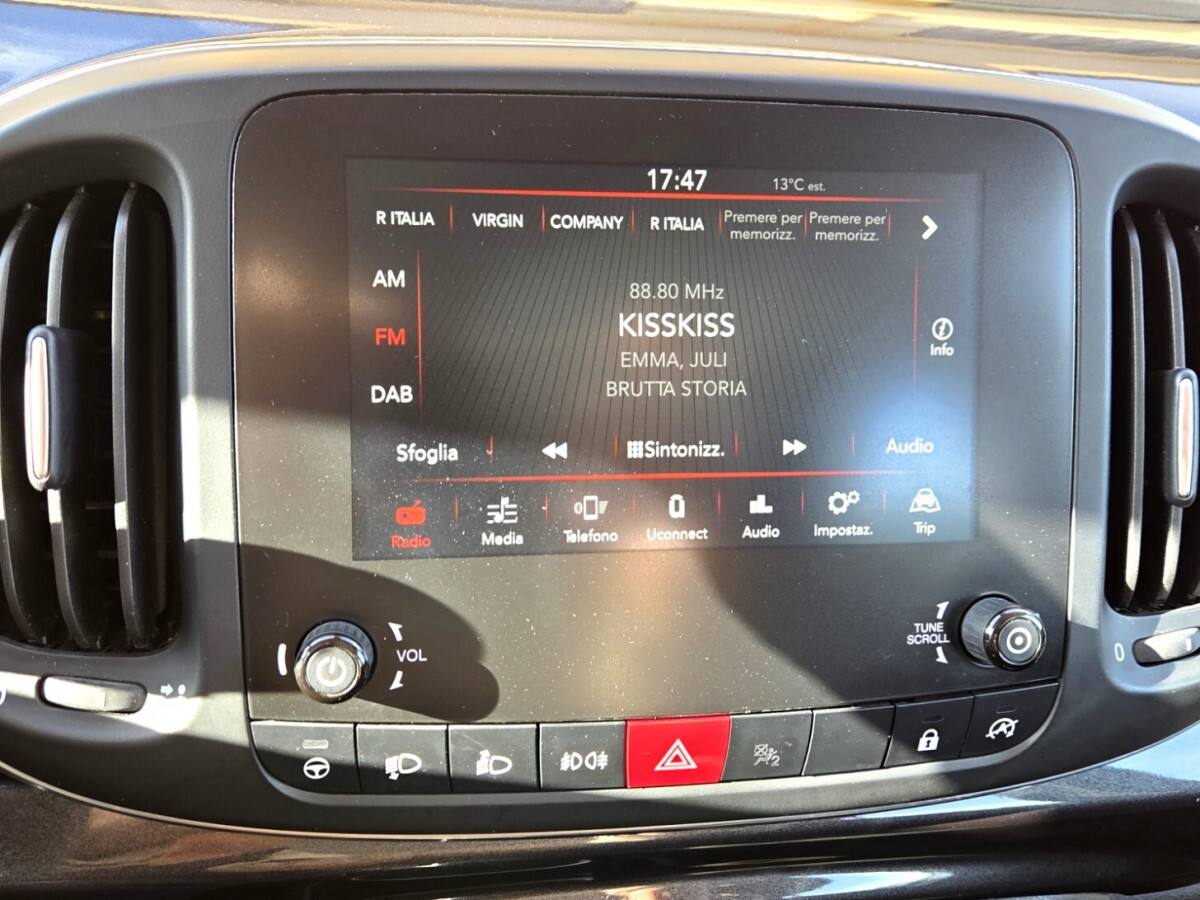 17:47 13°C est.
R ITALIA VIRGIN COMPANY R ITALIA Premere per memorizz. Premere per memorizz.
AM
88.80 MHz
KISSKISS
FM
Info
EMMA, JULI
BRUTTA STORIA
DAB
Sfoglia Sintonizz. Audio
Radio Media Telefono Uconnect Audio Impostaz. Trip
VOL
TUNE
SCROLL
0
2